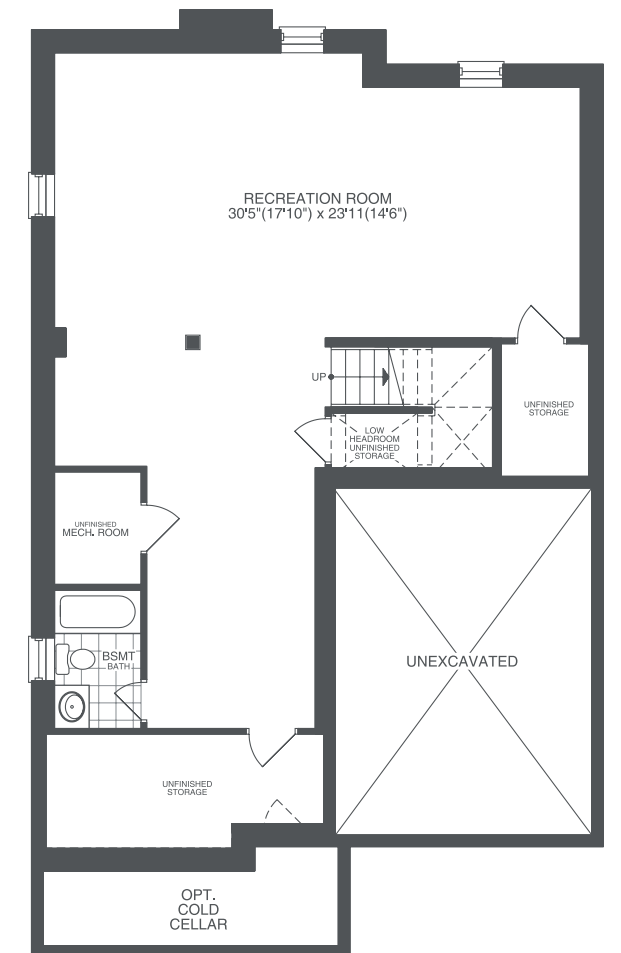 RECREATION ROOM
30'5"(17'10") x 23'11(14'6")
UP
UNFINISHED
STORAGE
LOW
HEADROOM
UNFINISHED
STORAGE
UNFINISHED
MECH. ROOM
BSMT
BATH
UNEXCAVATED
UNFINISHED
STORAGE
OPT.
COLD
CELLAR